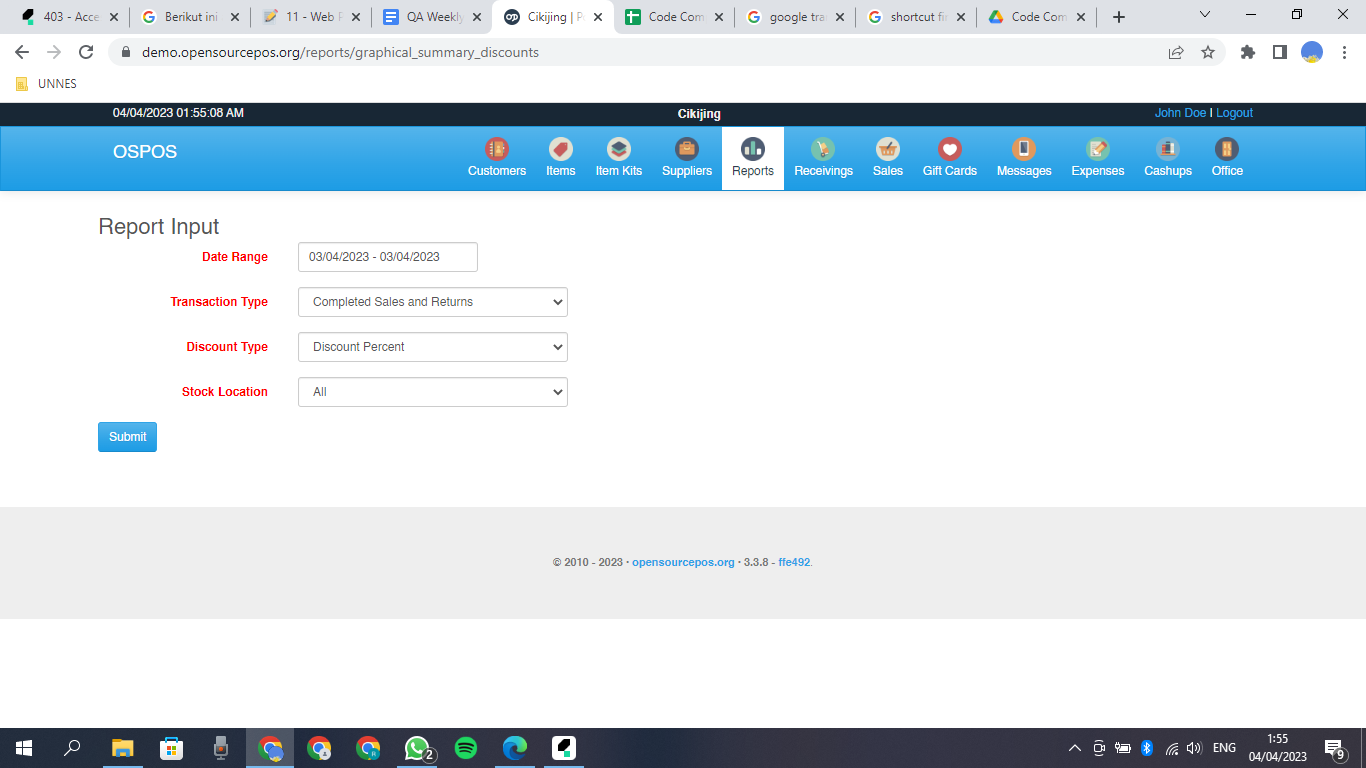 403 - Acce
Berikut ini
11 - Web P
QA Weekly
Cikijing | P
Code Com
google tra
shortcut fi
Code Com
demo.opensourcepos.org/reports/graphical_summary_discounts
UNNES
04/04/2023 01:55:08 AM
Cikijing
John Doe | Logout
OSPOS
Customers
Items
Item Kits
Suppliers
Reports
Receivings
Sales
Gift Cards
Messages
Expenses
Cashups
Office
Report Input
Date Range
03/04/2023 - 03/04/2023
Transaction Type
Completed Sales and Returns
Discount Type
Discount Percent
Stock Location
All
Submit
© 2010 - 2023 · opensourcepos.org · 3.3.8 - ffe492.
2
ENG
1:55
04/04/2023
9